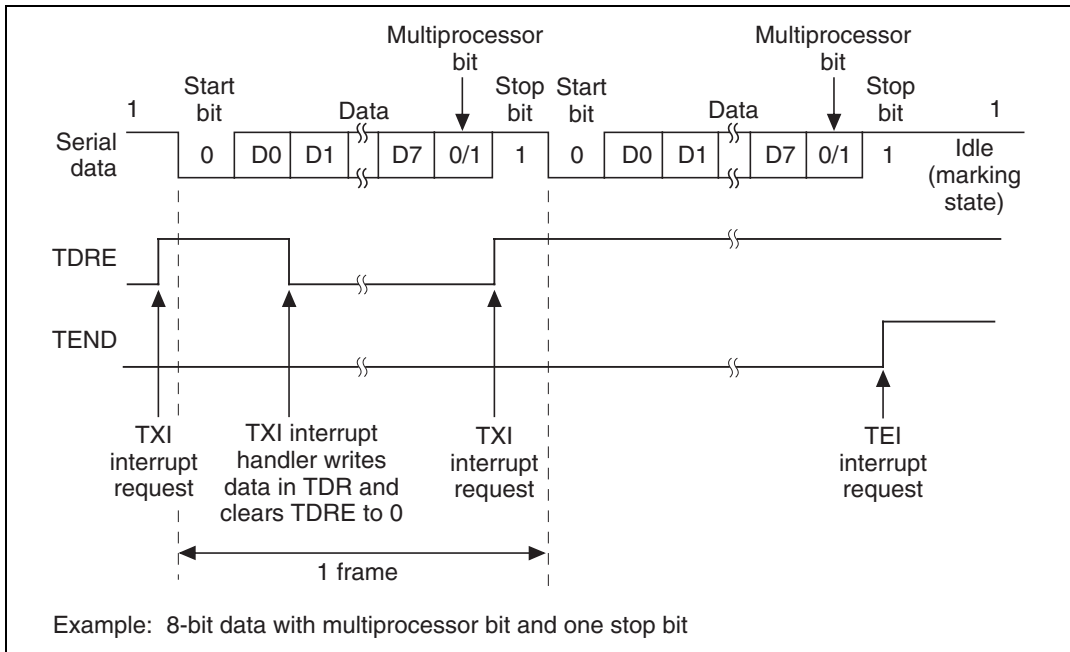 Multiprocessor bit
Multiprocessor bit
1
Start bit
Data
Stop bit
Start bit
Data
Stop bit
1
Serial data
0
D0
D1
D7
0/1
1
0
D0
D1
D7
0/1
1
Idle (marking state)
TDRE
TEND
TXI interrupt request
TXI interrupt handler writes data in TDR and clears TDRE to 0
TXI interrupt request
TEI interrupt request
1 frame
Example: 8-bit data with multiprocessor bit and one stop bit